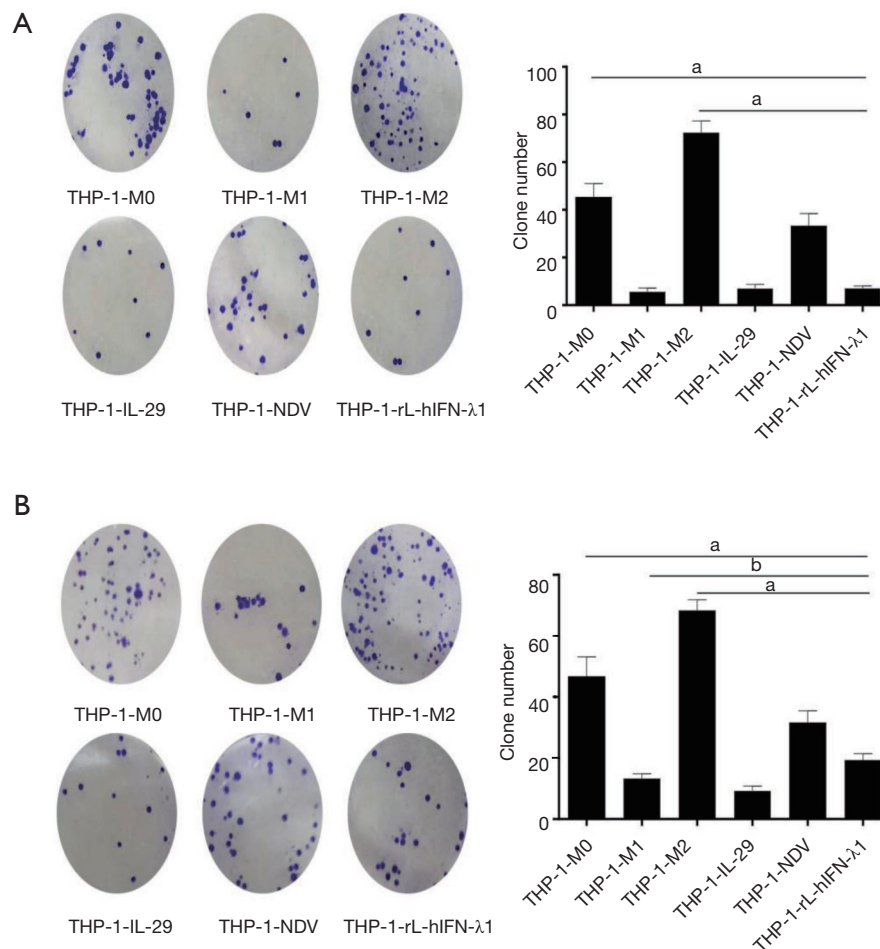 A
THP-1-M0
THP-1-M1
THP-1-M2
THP-1-IL-29
THP-1-NDV
THP-1-rL-hIFN-λ1
Clone number
100
80
60
40
20
0
a
a
THP-1-M0
THP-1-M1
THP-1-M2
THP-1-IL-29
THP-1-NDV
THP-1-rL-hIFN-λ1
B
THP-1-M0
THP-1-M1
THP-1-M2
THP-1-IL-29
THP-1-NDV
THP-1-rL-hIFN-λ1
Clone number
80
60
40
20
0
a
b
a
THP-1-M0
THP-1-M1
THP-1-M2
THP-1-IL-29
THP-1-NDV
THP-1-rL-hIFN-λ1